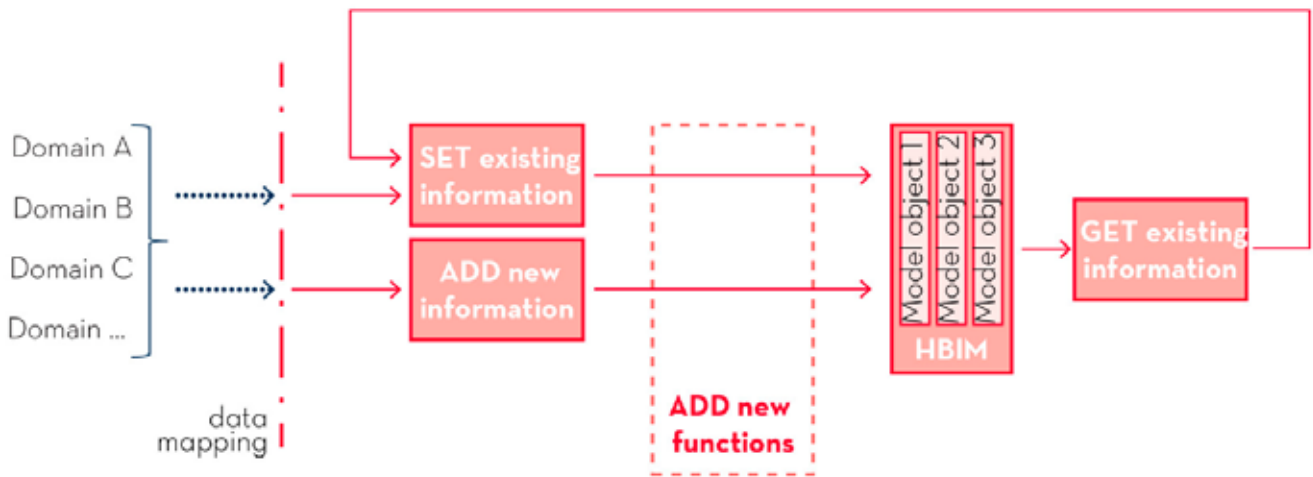 Domain A
Domain B
Domain C
Domain ...
data
mapping
SET existing
information
ADD new
information
ADD new
functions
Model object 1
Model object 2
Model object 3
HBIM
GET existing
information